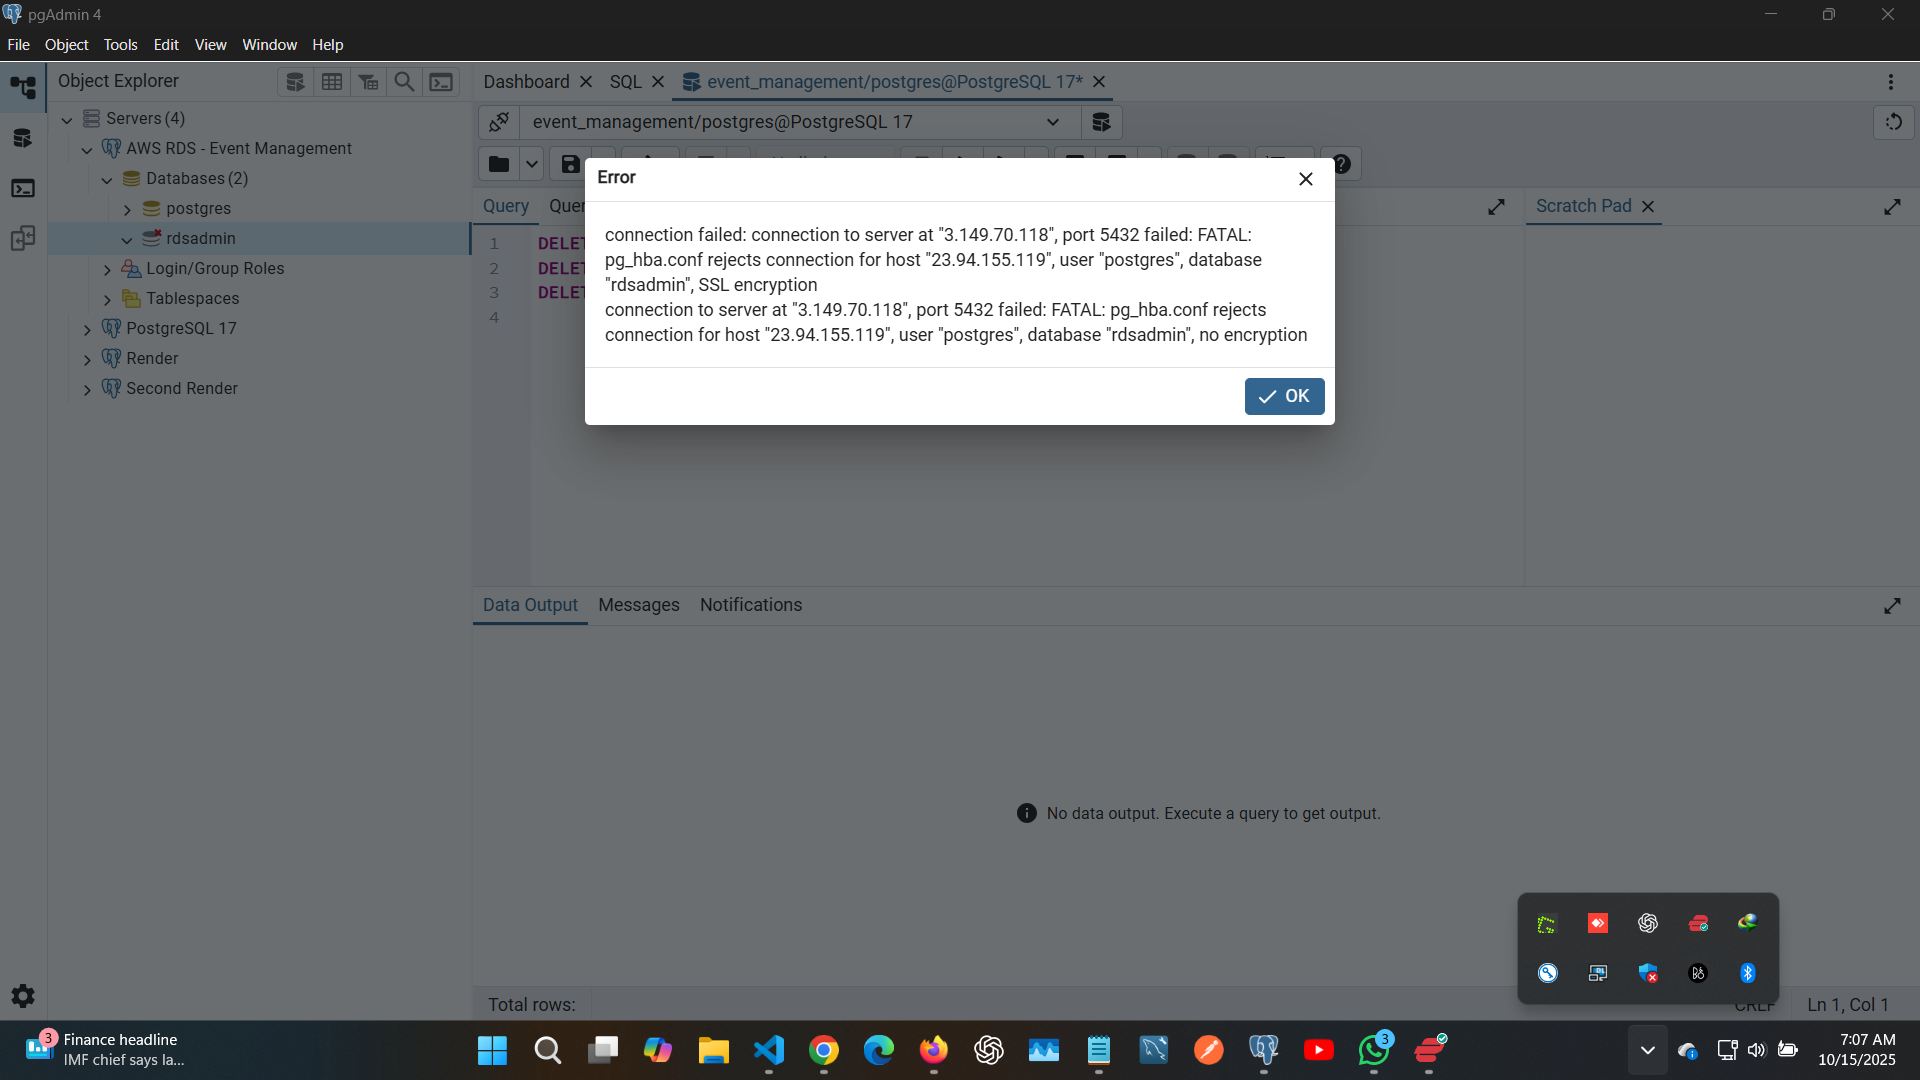 pgAdmin 4
File Object Tools Edit View Window Help
Object Explorer
Dashboard SQL event_management/postgres@PostgreSQL 17*
Servers (4)
event_management/postgres@PostgreSQL 17
AWS RDS - Event Management
Databases (2)
postgres
rdsadmin
Login/Group Roles
Tablespaces
PostgreSQL 17
Render
Second Render
Query
Scratch Pad
1 DELET
2 DELET
3 DELET
4
Error
connection failed: connection to server at "3.149.70.118", port 5432 failed: FATAL:
pg_hba.conf rejects connection for host "23.94.155.119", user "postgres", database
"rdsadmin", SSL encryption
connection to server at "3.149.70.118", port 5432 failed: FATAL: pg_hba.conf rejects
connection for host "23.94.155.119", user "postgres", database "rdsadmin", no encryption
OK
Data Output Messages Notifications
No data output. Execute a query to get output.
Total rows:
CRLF Ln 1, Col 1
3
Finance headline
IMF chief says la...
3
7:07 AM
10/15/2025